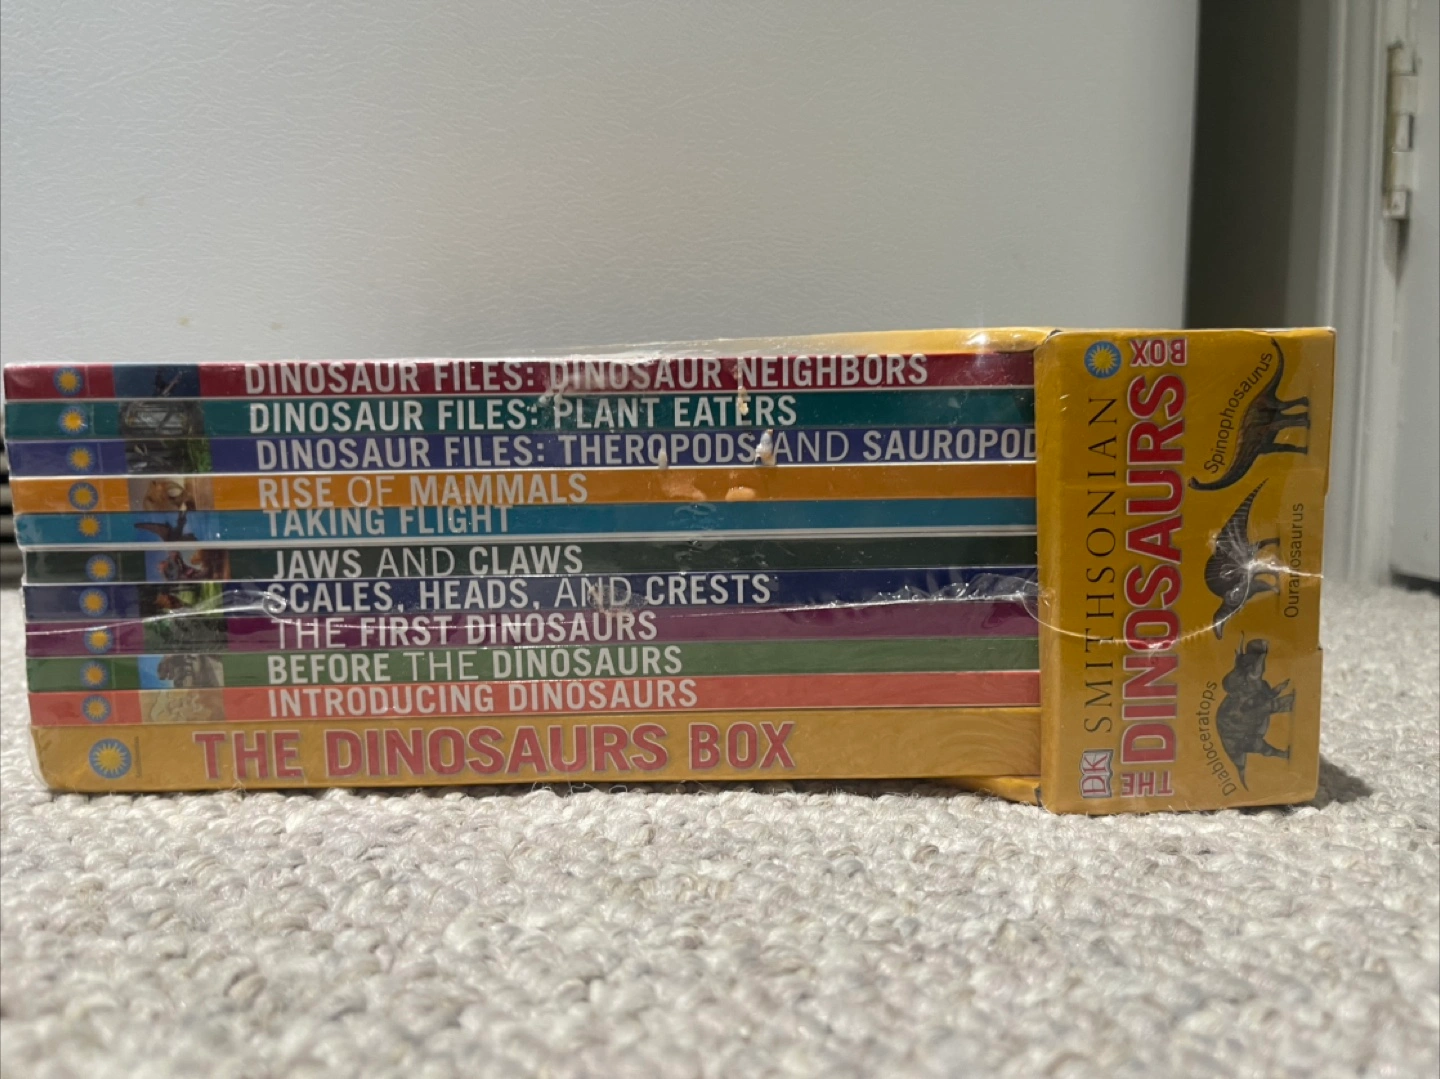 DINOSAUR FILES: DINOSAUR NEIGHBORS
DINOSAUR FILES: PLANT EATERS
DINOSAUR FILES: THEROPODS AND SAUROPOD
RISE OF MAMMALS
TAKING FLIGHT
JAWS AND CLAWS
SCALES, HEADS, AND CRESTS
THE FIRST DINOSAURS
BEFORE THE DINOSAURS
INTRODUCING DINOSAURS
THE DINOSAURS BOX
DK SMITHSONIAN
THE DINOSAURS BOX
Spinophosaurus
Ouranosaurus
Diabloceratops